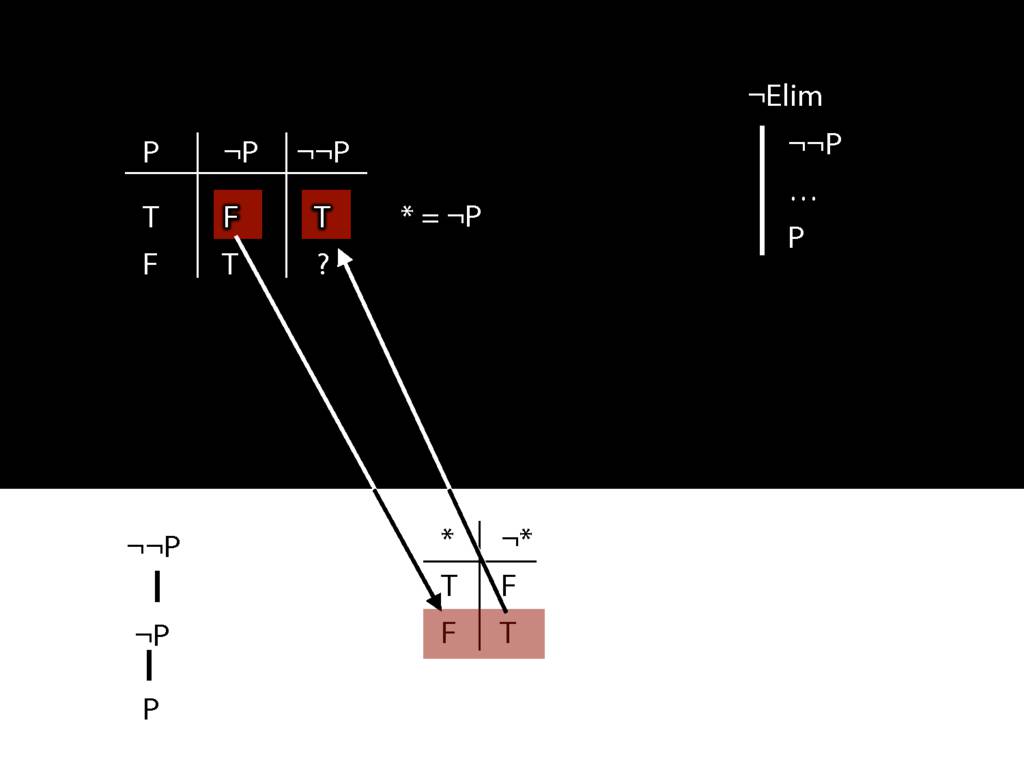 ¬Elim
¬¬P
…
P
P ¬P ¬¬P
T F T * = ¬P
F T ?
* ¬*
T F
F T
¬¬P
¬P
P